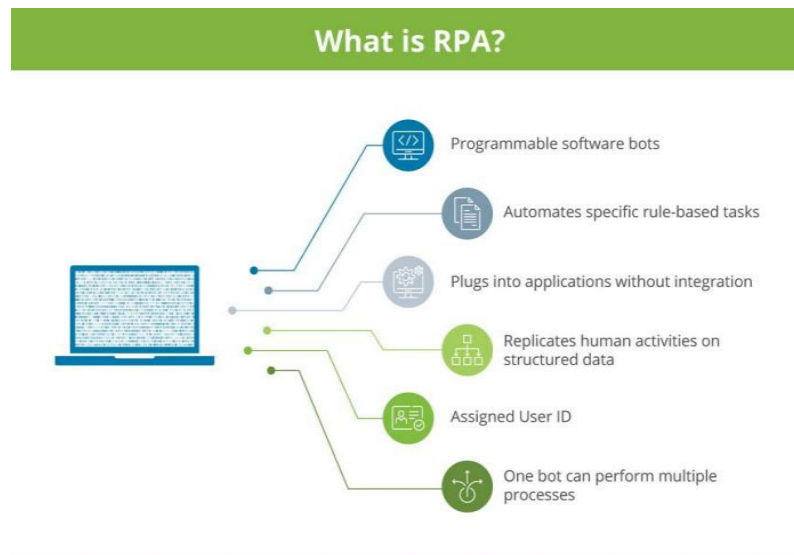 What is RPA?
Programmable software bots
Automates specific rule-based tasks
Plugs into applications without integration
Replicates human activities on
structured data
Assigned User ID
One bot can perform multiple
processes